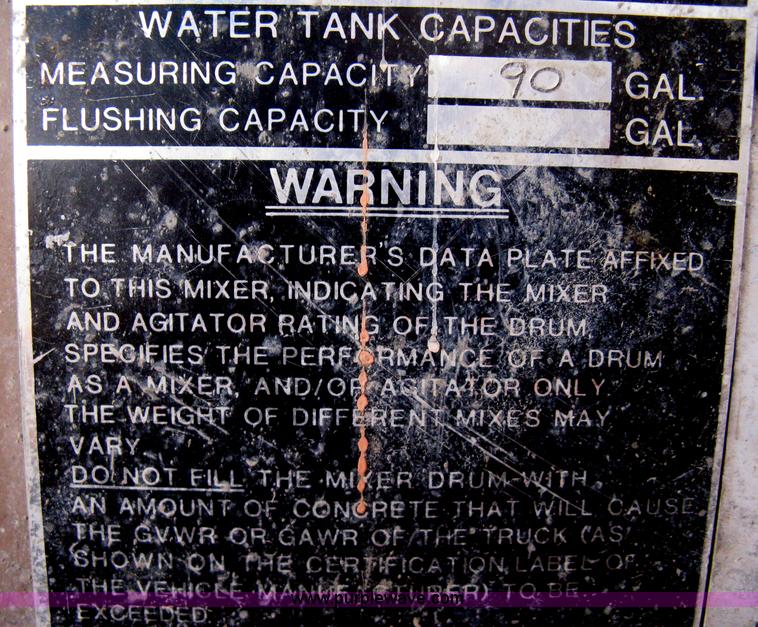 WATER TANK CAPACITIES
MEASURING CAPACITY 90 GAL.
FLUSHING CAPACITY GAL.
WARNING
THE MANUFACTURER'S DATA PLATE AFFIXED
TO THIS MIXER, INDICATING THE MIXER
AND AGITATOR RATING OF THE DRUM,
SPECIFIES THE PERFORMANCE OF A DRUM
AS A MIXER, AND/OR AGITATOR ONLY.
THE WEIGHT OF DIFFERENT MIXES MAY
VARY.
DO NOT FILL THE MIXER DRUM WITH
AN AMOUNT OF CONCRETE THAT WILL CAUSE
THE GVWR OR GAWR OF THE TRUCK (AS
SHOWN ON THE CERTIFICATION LABEL OF
THE VEHICLE MANUFACTURER) TO BE
EXCEEDED.
www.purplewave.com